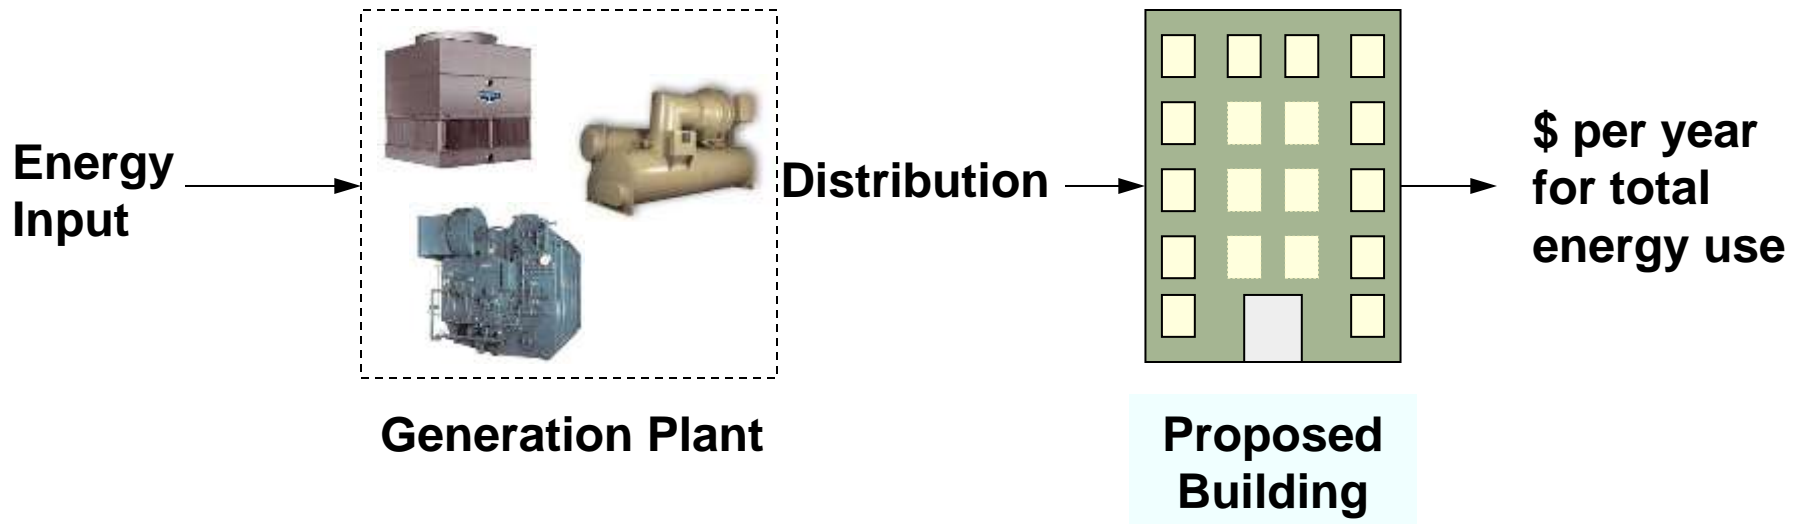 Energy
Input
Distribution
$ per year
for total
energy use
Generation Plant
Proposed
Building